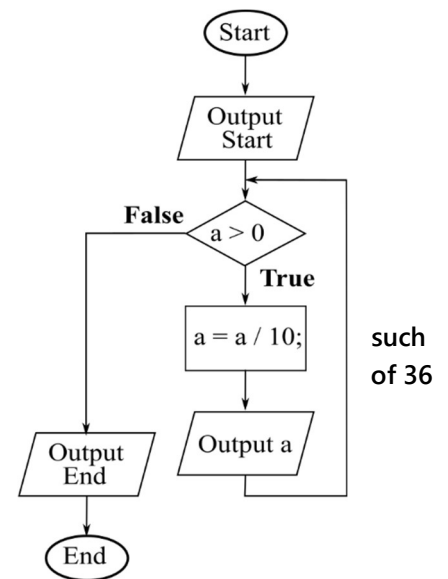 Start
Output
Start
False
a > 0
True
a = a / 10;
such
of 36
Output a
Output
End
End